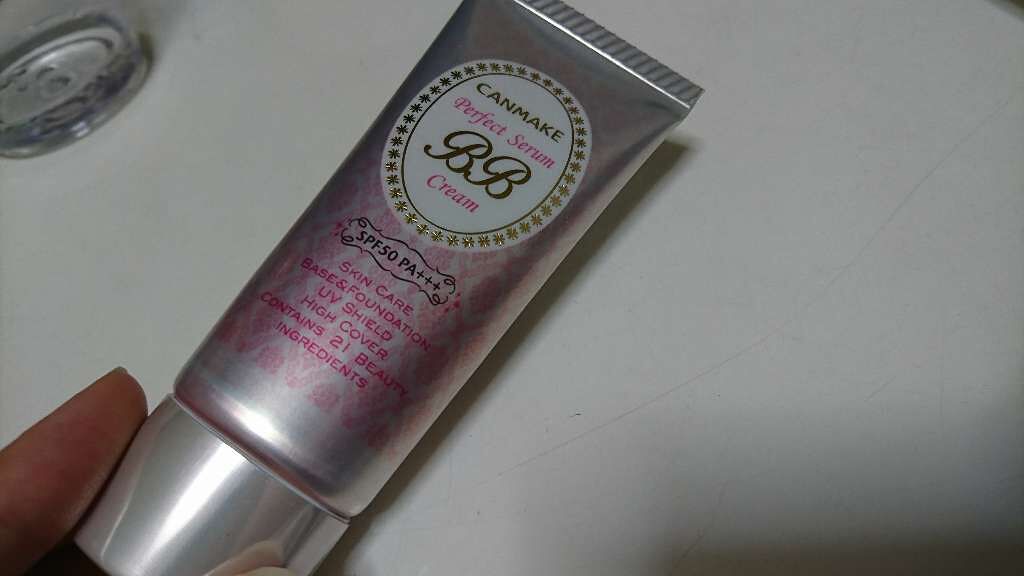 CANMAKE
Perfect Serum
BB
Cream
SPF50 PA+++
SKIN CARE
BASE&FOUNDATION
UV SHIELD
HIGH COVER
CONTAINS 21 BEAUTY
INGREDIENTS